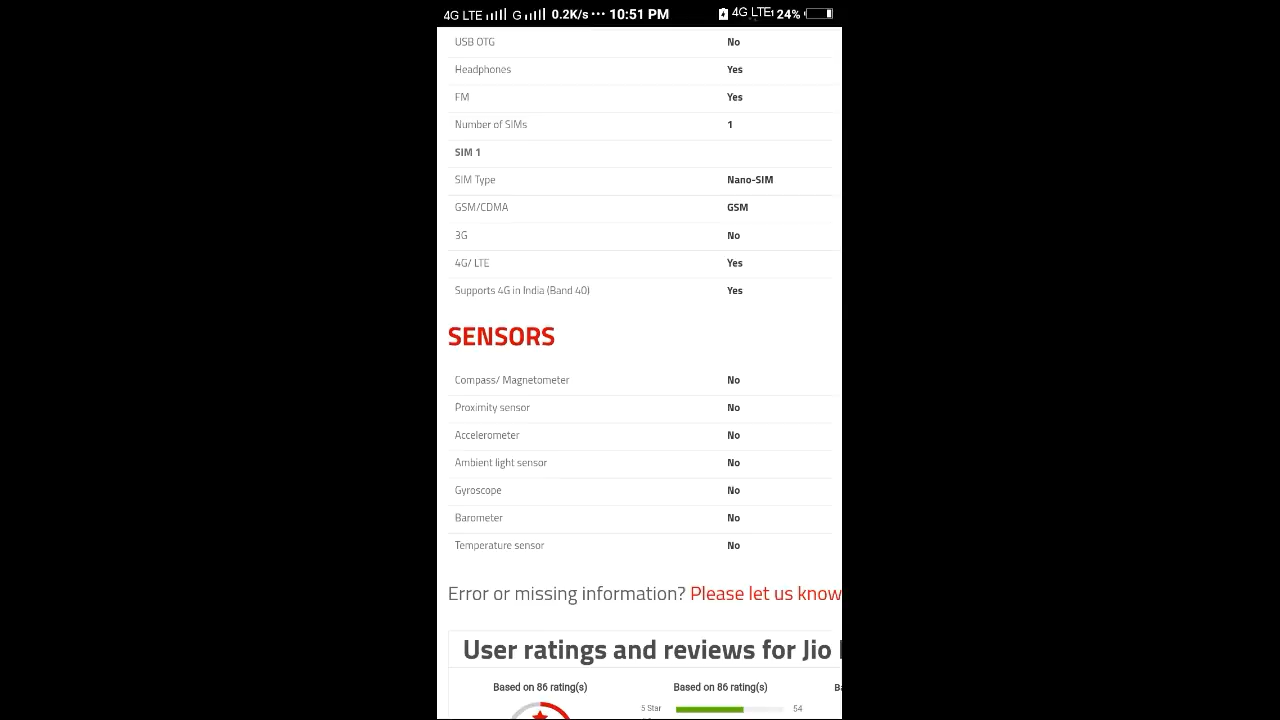 4G LTE G 0.2K/s ··· 10:51 PM 4G LTE 24%
USB OTG No
Headphones Yes
FM Yes
Number of SIMs 1
SIM 1
SIM Type Nano-SIM
GSM/CDMA GSM
3G No
4G/ LTE Yes
Supports 4G in India (Band 40) Yes
SENSORS
Compass/ Magnetometer No
Proximity sensor No
Accelerometer No
Ambient light sensor No
Gyroscope No
Barometer No
Temperature sensor No
Error or missing information? Please let us know
User ratings and reviews for Jio
Based on 86 rating(s) Based on 86 rating(s)
5 Star 54